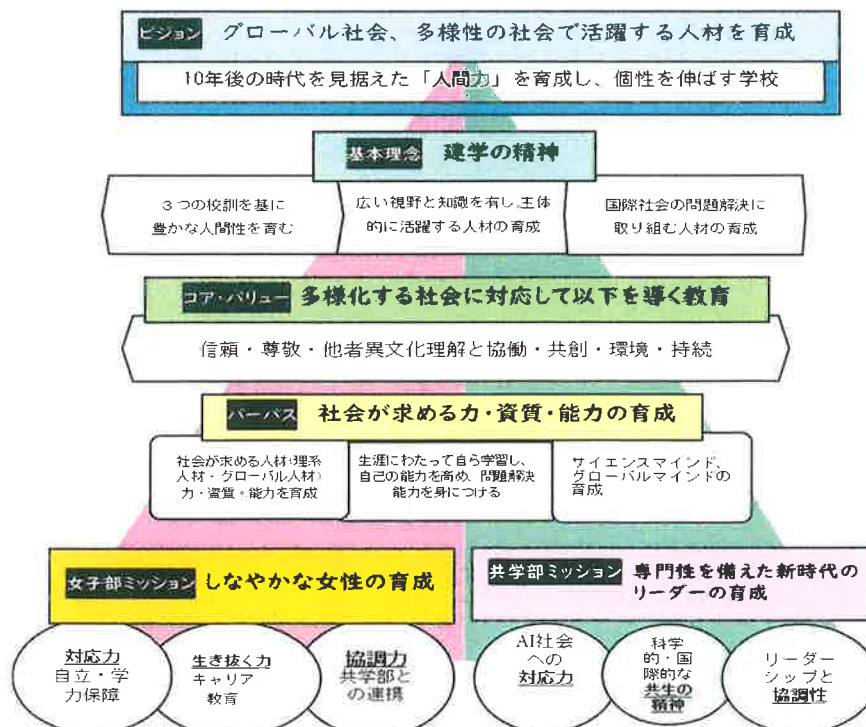 ビジョン グローバル社会、多様性の社会で活躍する人材を育成
10年後の時代を見据えた「人間力」を育成し、個性を伸ばす学校
基本理念 建学の精神
３つの校訓を基に
豊かな人間性を育む
広い視野と知識を有し、主体
的に活躍する人材の育成
国際社会の問題解決に
取り組む人材の育成
コア・バリュー 多様化する社会に対応して以下を導く教育
信頼・尊敬・他者異文化理解と協働・共創・環境・持続
パーパス 社会が求める力・資質・能力の育成
社会が求める人材(理系
人材・グローバル人材)
力・資質・能力を育成
生涯にわたって自ら学習し、
自己の能力を高め、問題解決
能力を身につける
サイエンスマインド、
グローバルマインドの
育成
女子部ミッション しなやかな女性の育成
対応力
自立・学
力保障
生き抜く力
キャリア
教育
協調力
共学部と
の連携
共学部ミッション 専門性を備えた新時代の
リーダーの育成
AI社会
への
対応力
科学
的・国
際的な
共生の
精神
リーダー
シップと
協調性